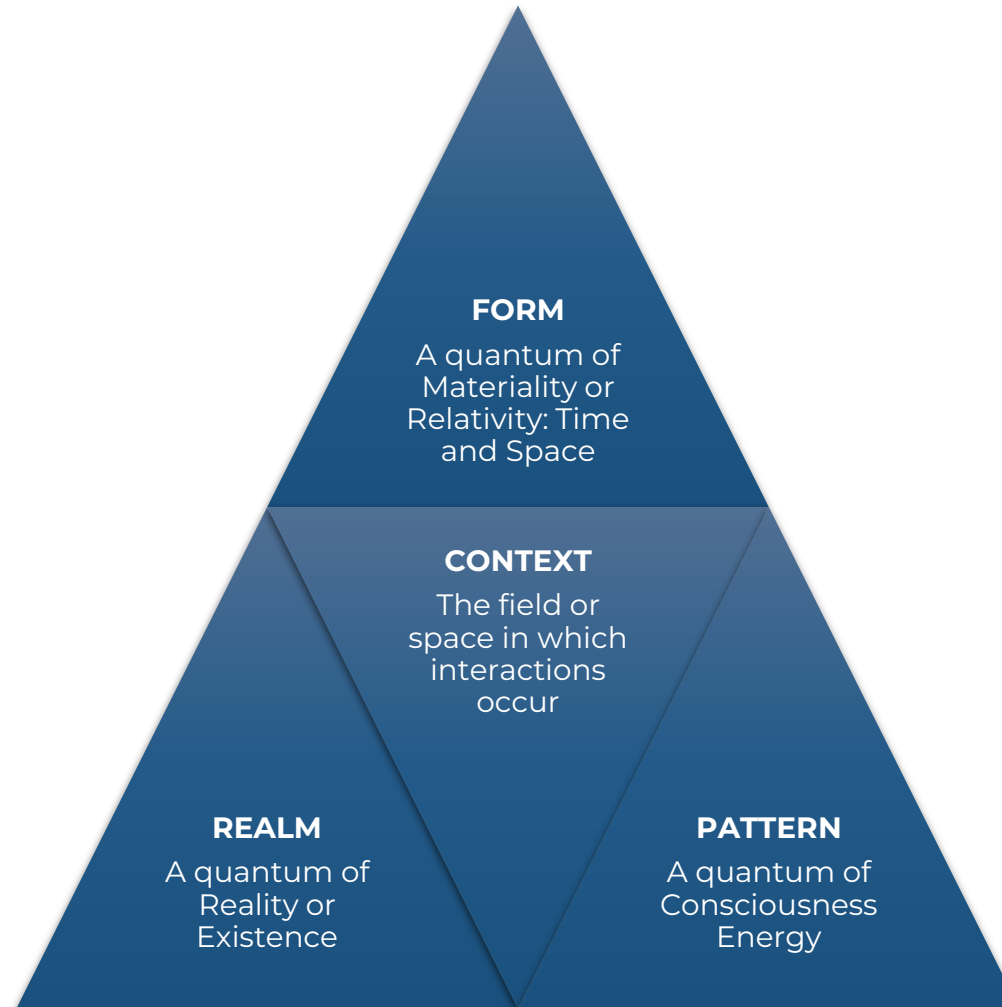 FORM
A quantum of
Materiality or
Relativity: Time
and Space
CONTEXT
The field or
space in which
interactions
occur
REALM
A quantum of
Reality or
Existence
PATTERN
A quantum of
Consciousness
Energy